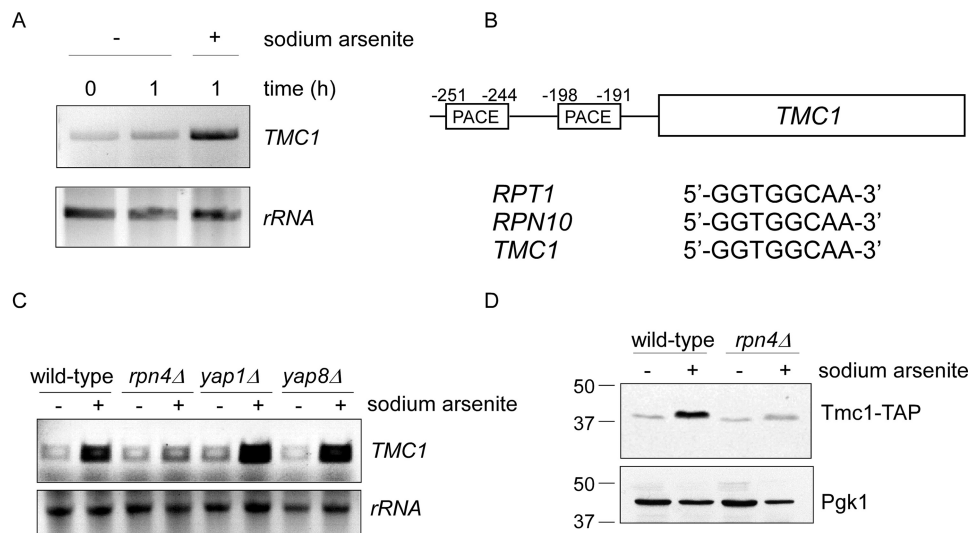 A
- + sodium arsenite
0 1 1 time (h)
TMC1
rRNA
B
-251 -244 -198 -191
PACE PACE TMC1
RPT1 5'-GGTGGCAA-3'
RPN10 5'-GGTGGCAA-3'
TMC1 5'-GGTGGCAA-3'
C
wild-type rpn4Δ yap1Δ yap8Δ
- + - + - + - + sodium arsenite
TMC1
rRNA
D
wild-type rpn4Δ
- + - + sodium arsenite
50
37 Tmc1-TAP
50
Pgk1
37